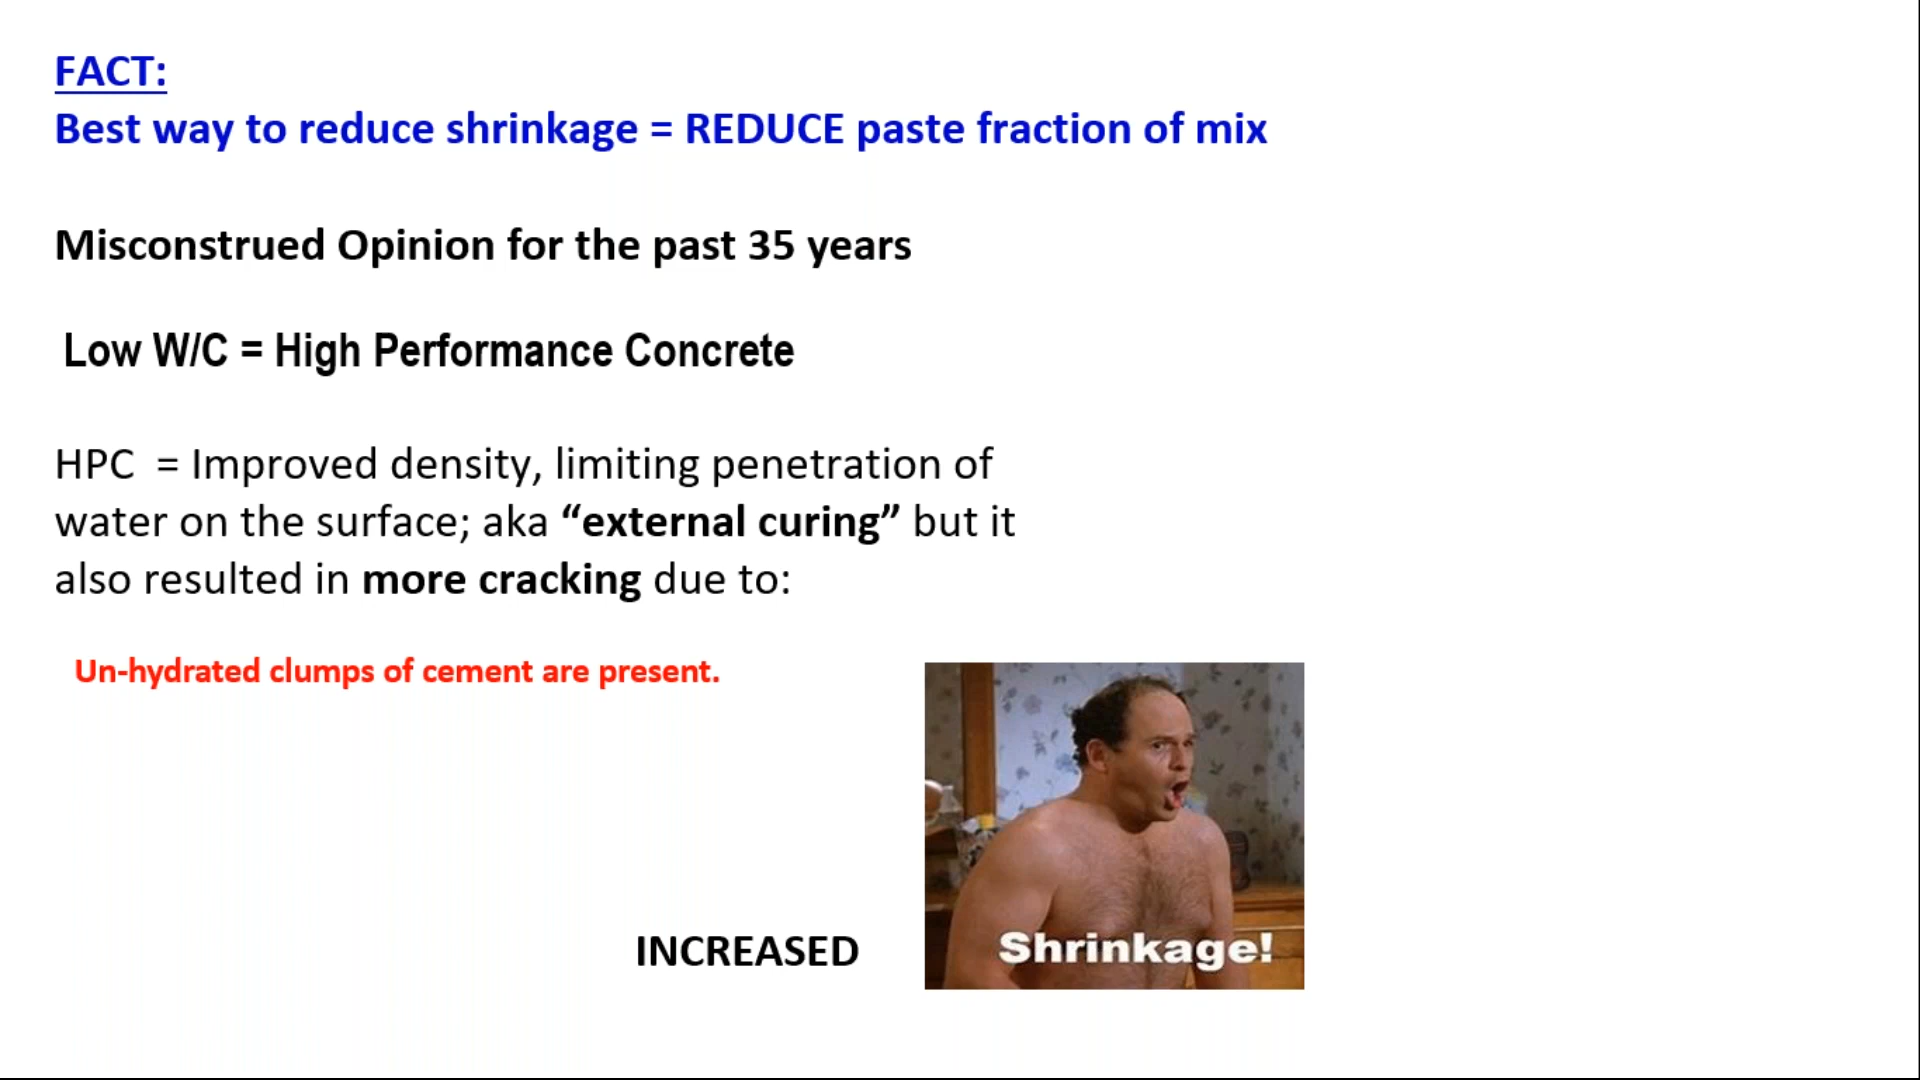 FACT:
Best way to reduce shrinkage = REDUCE paste fraction of mix
Misconstrued Opinion for the past 35 years
Low W/C = High Performance Concrete
HPC = Improved density, limiting penetration of
water on the surface; aka “external curing” but it
also resulted in more cracking due to:
Un-hydrated clumps of cement are present.
INCREASED
Shrinkage!